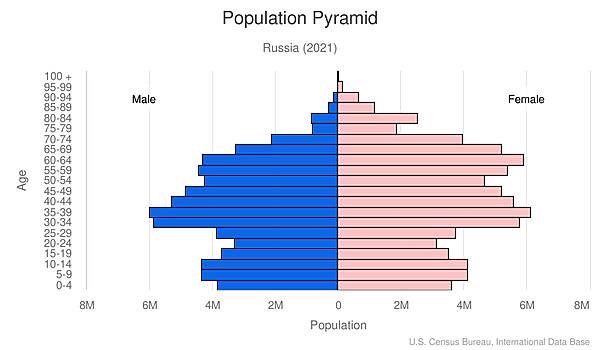 Population Pyramid
Russia (2021)
100 +
95-99
90-94
Male
Female
85-89
80-84
75-79
70-74
65-69
60-64
55-59
50-54
45-49
40-44
35-39
30-34
25-29
20-24
15-19
10-14
5-9
0-4
Age
8M 6M 4M 2M 0 2M 4M 6M 8M
Population
U.S. Census Bureau, International Data Base